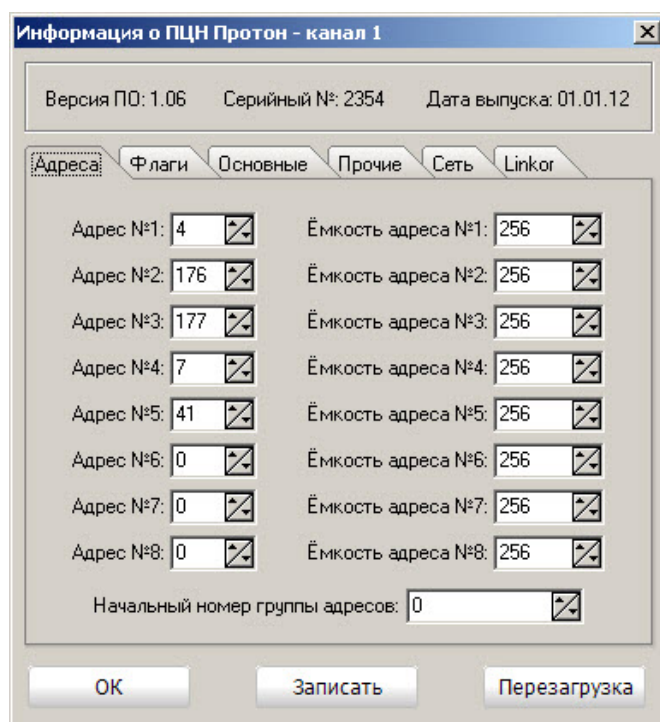 Информация о ПЦН Протон - канал 1
Версия ПО: 1.06 Серийный №: 2354 Дата выпуска: 01.01.12
Адреса Флаги Основные Прочие Сеть Linkor
Адрес №1: 4 Ёмкость адреса №1: 256
Адрес №2: 176 Ёмкость адреса №2: 256
Адрес №3: 177 Ёмкость адреса №3: 256
Адрес №4: 7 Ёмкость адреса №4: 256
Адрес №5: 41 Ёмкость адреса №5: 256
Адрес №6: 0 Ёмкость адреса №6: 256
Адрес №7: 0 Ёмкость адреса №7: 256
Адрес №8: 0 Ёмкость адреса №8: 256
Начальный номер группы адресов: 0
ОК Записать Перезагрузка